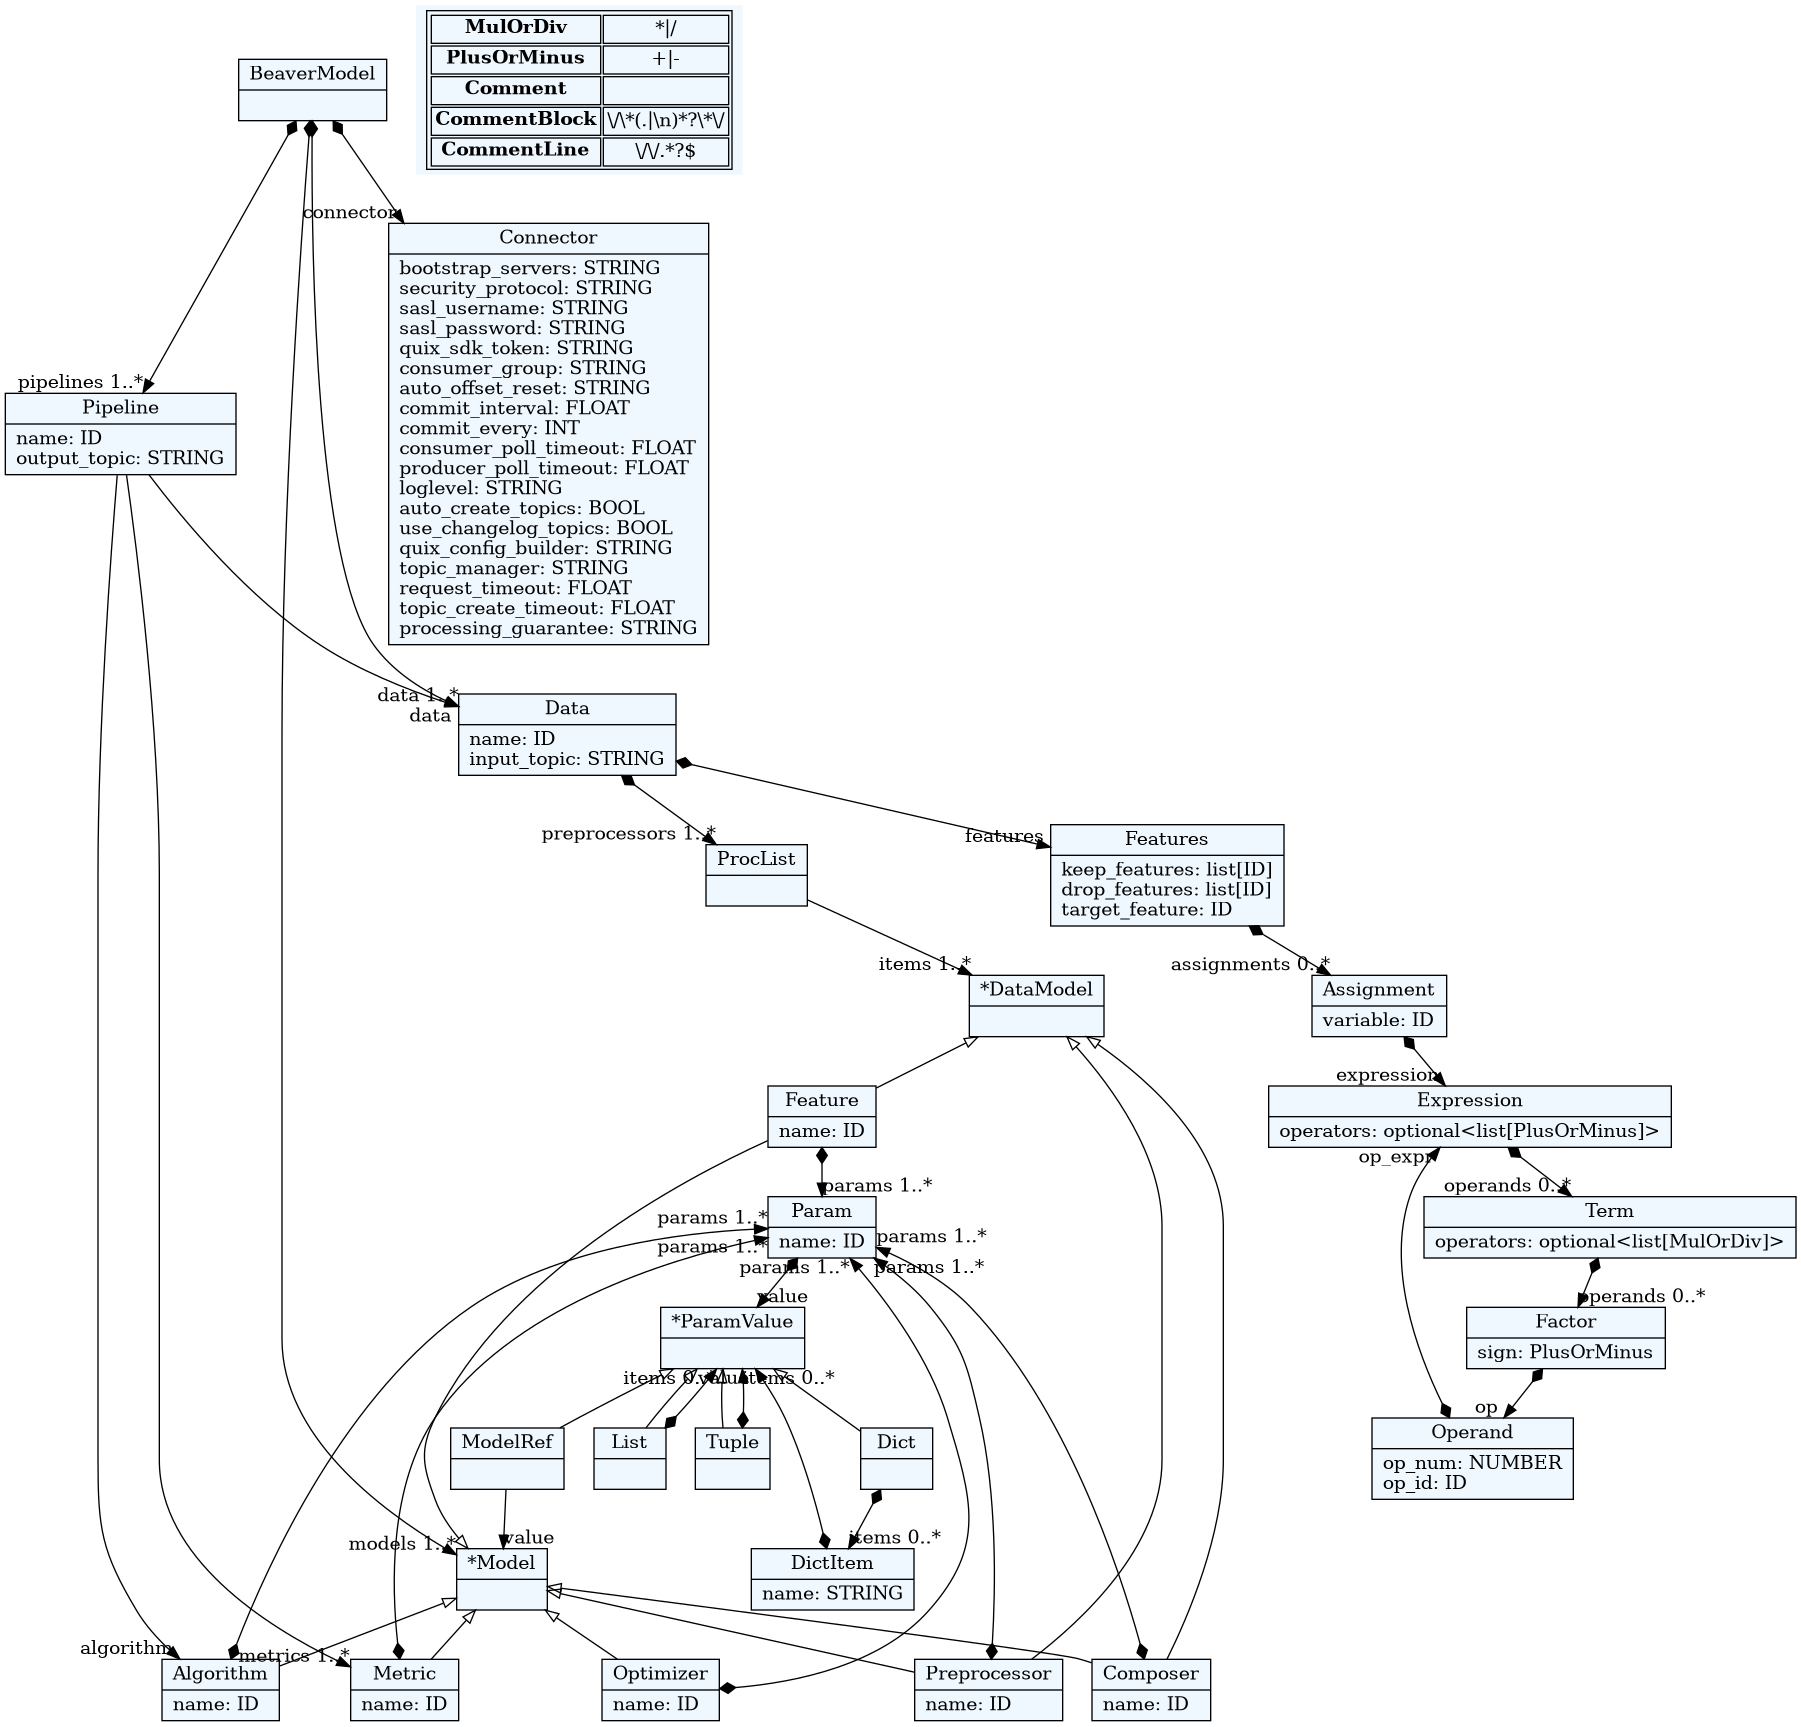 MulOrDiv *|/
PlusOrMinus +|-
Comment
CommentBlock \/\*(.|\n)*?\*\/
CommentLine \/\/.*?$
BeaverModel
connector
Connector
bootstrap_servers: STRING
security_protocol: STRING
sasl_username: STRING
sasl_password: STRING
quix_sdk_token: STRING
consumer_group: STRING
auto_offset_reset: STRING
commit_interval: FLOAT
commit_every: INT
consumer_poll_timeout: FLOAT
producer_poll_timeout: FLOAT
loglevel: STRING
auto_create_topics: BOOL
use_changelog_topics: BOOL
quix_config_builder: STRING
topic_manager: STRING
request_timeout: FLOAT
topic_create_timeout: FLOAT
processing_guarantee: STRING
pipelines 1..*
Pipeline
name: ID
output_topic: STRING
data 1..*
data
Data
name: ID
input_topic: STRING
preprocessors 1..*
ProcList
features
Features
keep_features: list[ID]
drop_features: list[ID]
target_feature: ID
items 1..*
*DataModel
assignments 0..*
Assignment
variable: ID
Feature
name: ID
expression
Expression
operators: optional<list[PlusOrMinus]>
op_expr
params 1..*
params 1..*
Param
name: ID
params 1..*
params 1..*
params 1..*
params 1..*
operands 0..*
Term
operators: optional<list[MulOrDiv]>
value
*ParamValue
operands 0..*
Factor
sign: PlusOrMinus
items 0..*
value
items 0..*
ModelRef
List
Tuple
Dict
op
Operand
op_num: NUMBER
op_id: ID
models 1..*
value
*Model
items 0..*
DictItem
name: STRING
algorithm
Algorithm
name: ID
metrics 1..*
Metric
name: ID
Optimizer
name: ID
Preprocessor
name: ID
Composer
name: ID